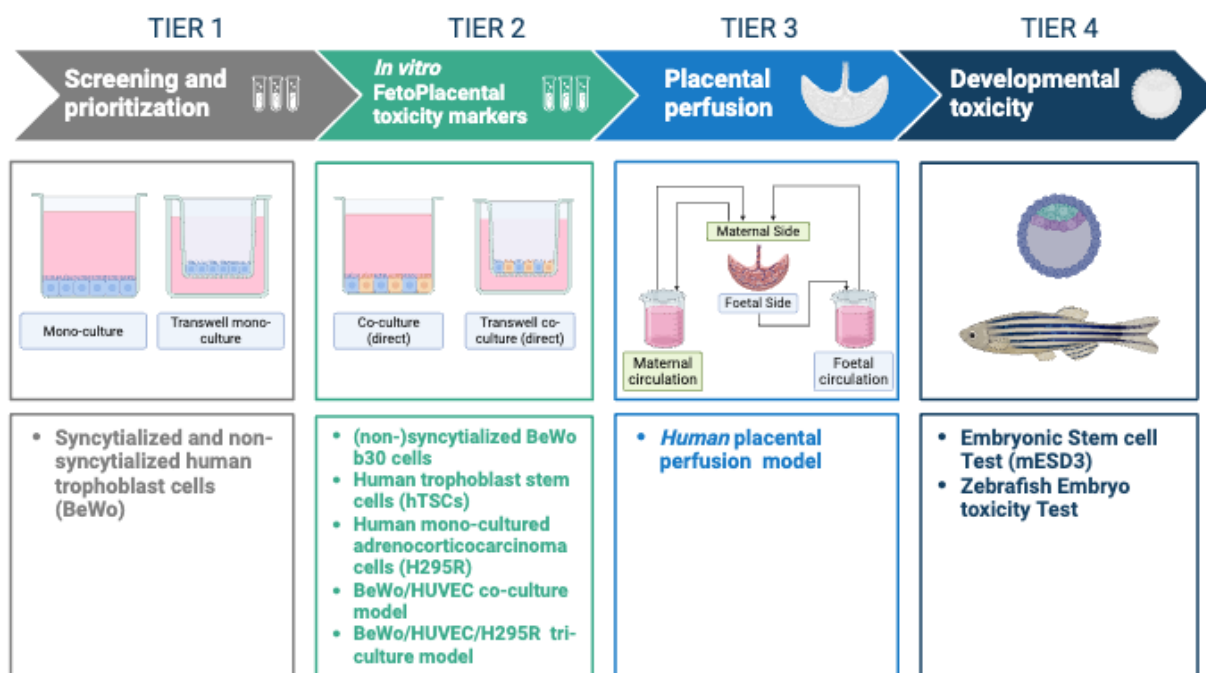 TIER 1
TIER 2
TIER 3
TIER 4
Screening and
prioritization
In vitro
FetoPlacental
toxicity markers
Placental
perfusion
Developmental
toxicity
Mono-culture
Transwell mono-
culture
Co-culture
(direct)
Transwell co-
culture (direct)
Maternal Side
Foetal Side
Maternal
circulation
Foetal
circulation
• Syncytialized and non-
syncytialized human
trophoblast cells
(BeWo)
• (non-)syncytialized BeWo
b30 cells
• Human trophoblast stem
cells (hTSCs)
• Human mono-cultured
adrenocorticocarcinoma
cells (H295R)
• BeWo/HUVEC co-culture
model
• BeWo/HUVEC/H295R tri-
culture model
• Human placental
perfusion model
• Embryonic Stem cell
Test (mESD3)
• Zebrafish Embryo
toxicity Test